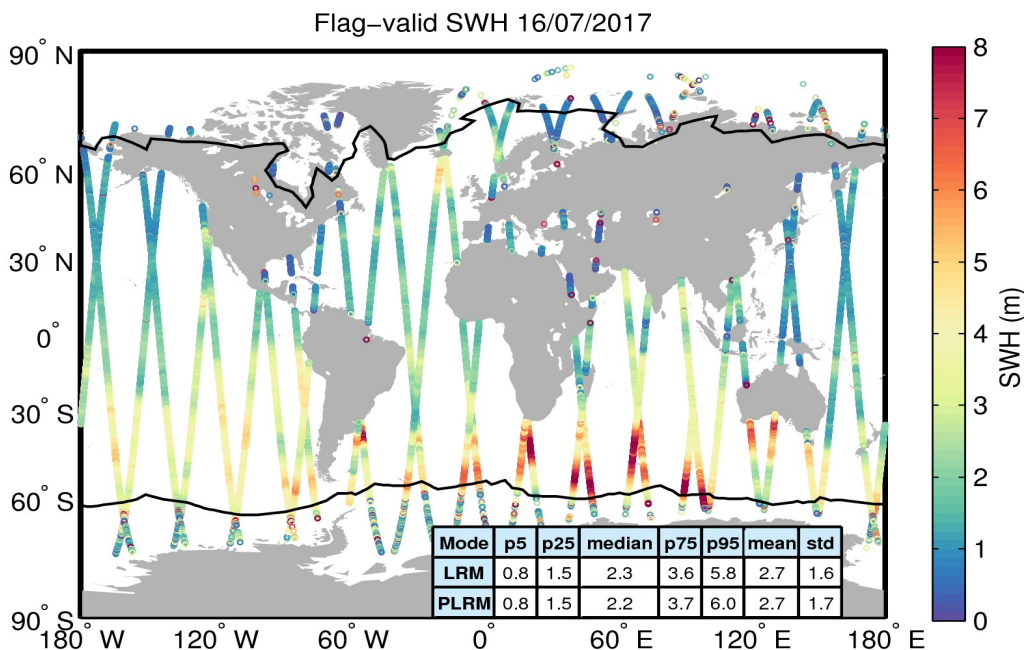 Flag−valid SWH 16/07/2017
90° N
60° N
30° N
0°
30° S
60° S
90° S
180° W
120° W
60° W
0°
60° E
120° E
180° E
Mode p5 p25 median p75 p95 mean std
LRM 0.8 1.5 2.3 3.6 5.8 2.7 1.6
PLRM 0.8 1.5 2.2 3.7 6.0 2.7 1.7
8
7
6
5
4
3
2
1
0
SWH (m)